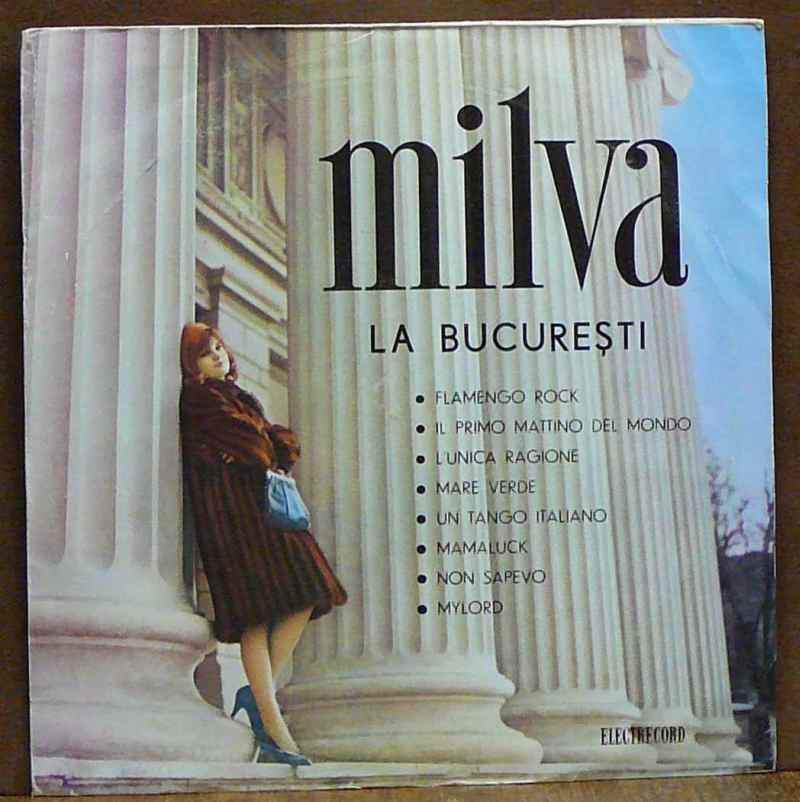 milva
LA BUCUREȘTI
• FLAMENGO ROCK
• IL PRIMO MATTINO DEL MONDO
• L'UNICA RAGIONE
• MARE VERDE
• UN TANGO ITALIANO
• MAMALUCK
• NON SAPEVO
• MYLORD
ELECTRECORD